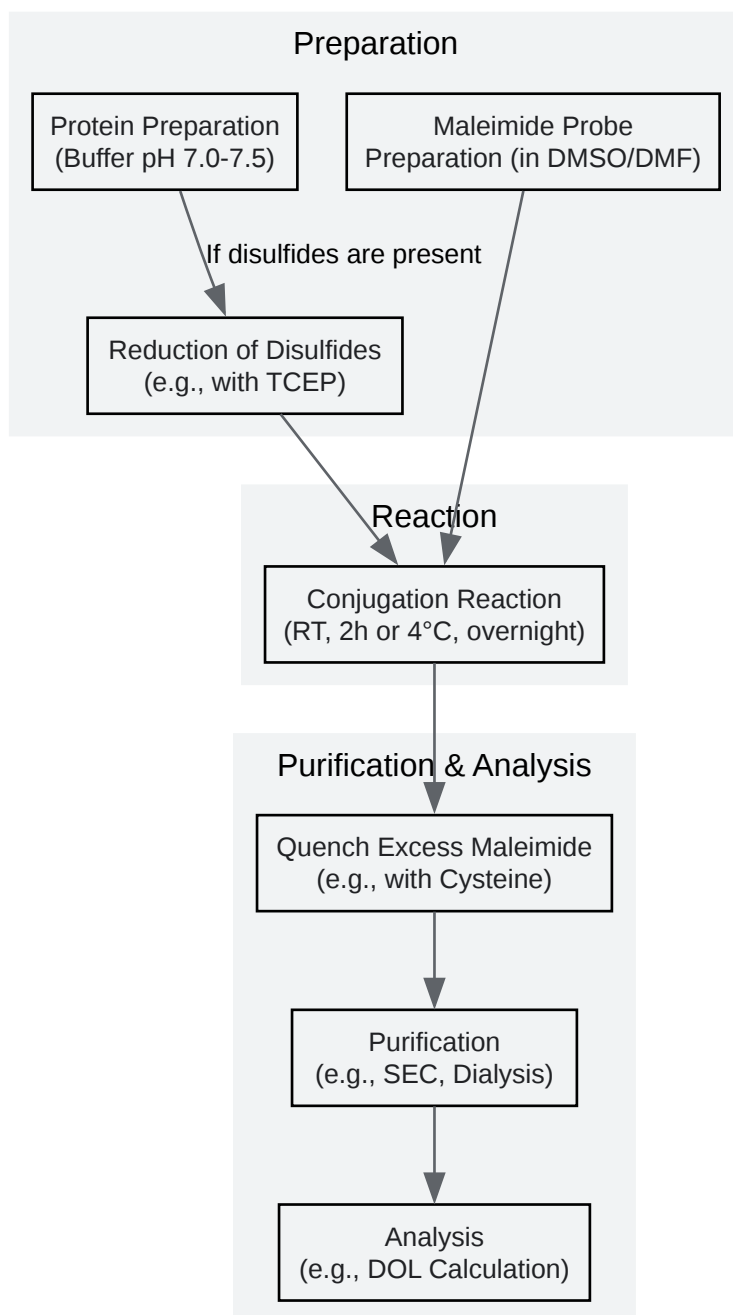 Preparation
Protein Preparation
(Buffer pH 7.0-7.5)
Maleimide Probe
Preparation (in DMSO/DMF)
If disulfides are present
Reduction of Disulfides
(e.g., with TCEP)
Reaction
Conjugation Reaction
(RT, 2h or 4°C, overnight)
Purification & Analysis
Quench Excess Maleimide
(e.g., with Cysteine)
Purification
(e.g., SEC, Dialysis)
Analysis
(e.g., DOL Calculation)